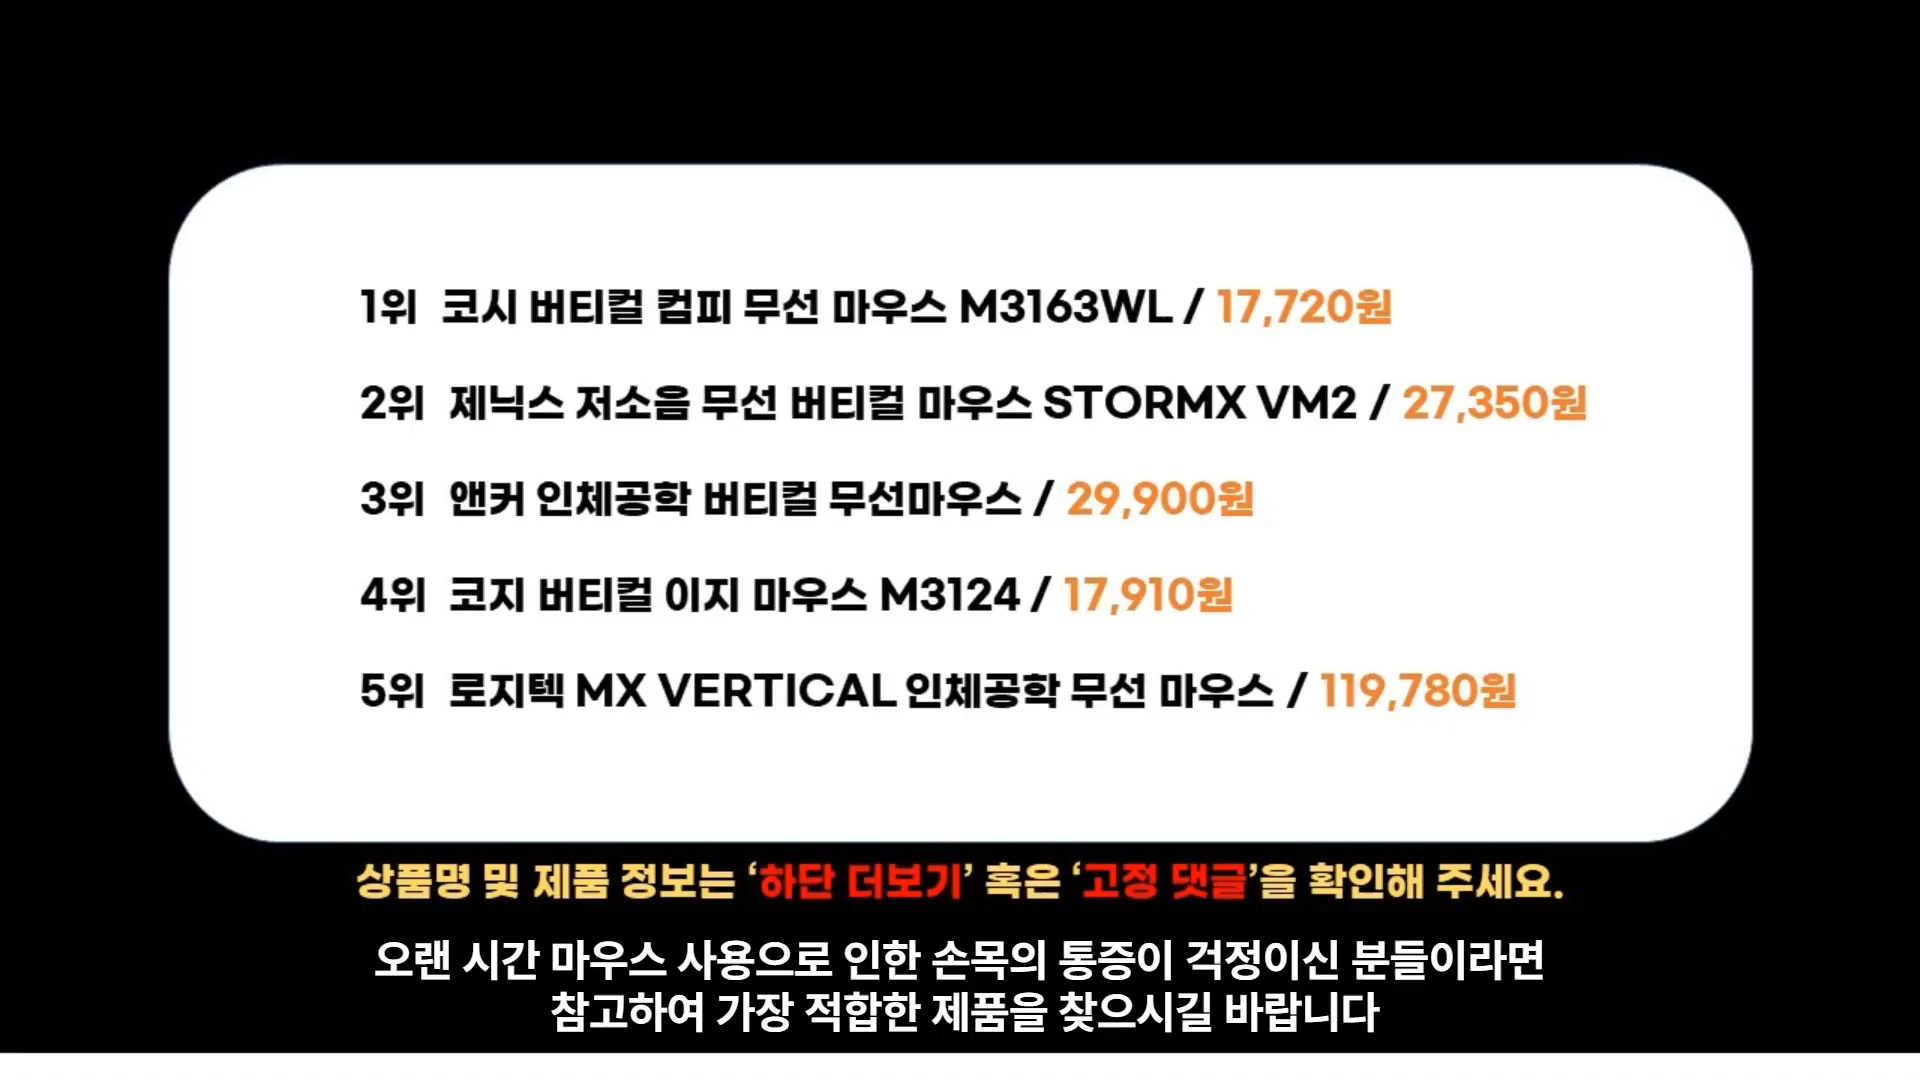 1위 코시 버티컬 컴피 무선 마우스 M3163WL / 17,720원
2위 제닉스 저소음 무선 버티컬 마우스 STORMX VM2 / 27,350원
3위 앤커 인체공학 버티컬 무선마우스 / 29,900원
4위 코지 버티컬 이지 마우스 M3124 / 17,910원
5위 로지텍 MX VERTICAL 인체공학 무선 마우스 / 119,780원
상품명 및 제품 정보는 ‘하단 더보기’ 혹은 ‘고정 댓글’을 확인해 주세요.
오랜 시간 마우스 사용으로 인한 손목의 통증이 걱정이신 분들이라면
참고하여 가장 적합한 제품을 찾으시길 바랍니다